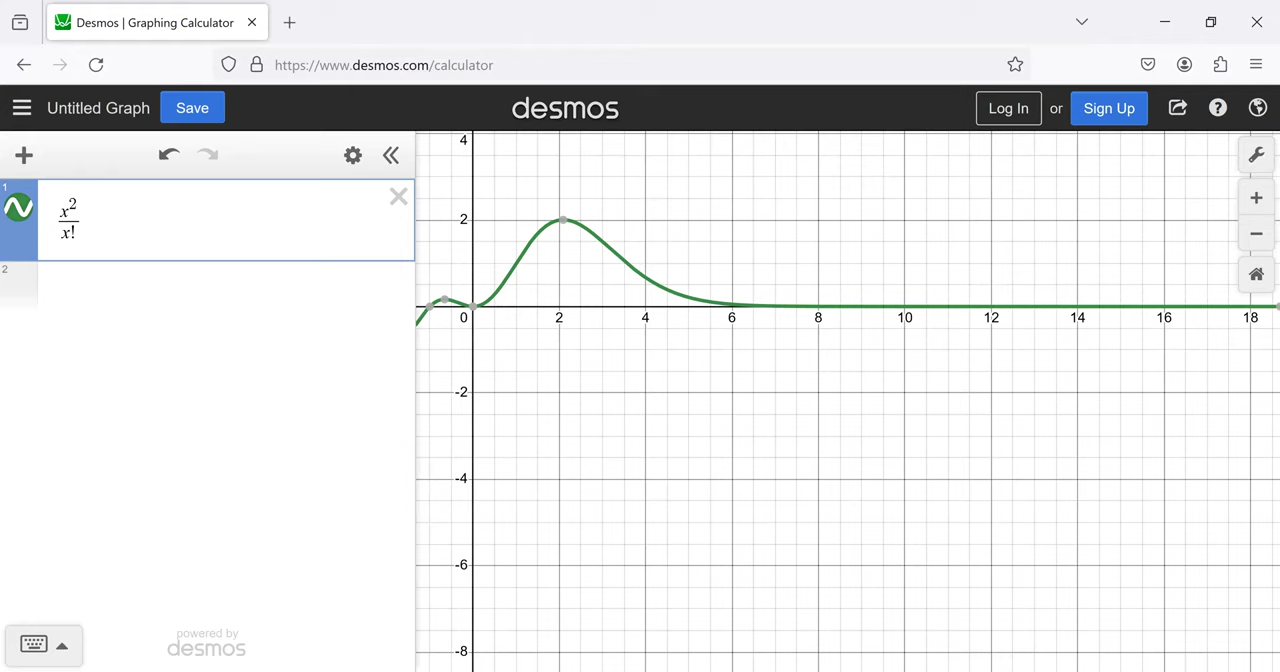 Desmos | Graphing Calculator
https://www.desmos.com/calculator
Untitled Graph Save desmos Log In or Sign Up
1
x²
x!
2
powered by
desmos
4
2
0 2 4 6 8 10 12 14 16 18
-2
-4
-6
-8